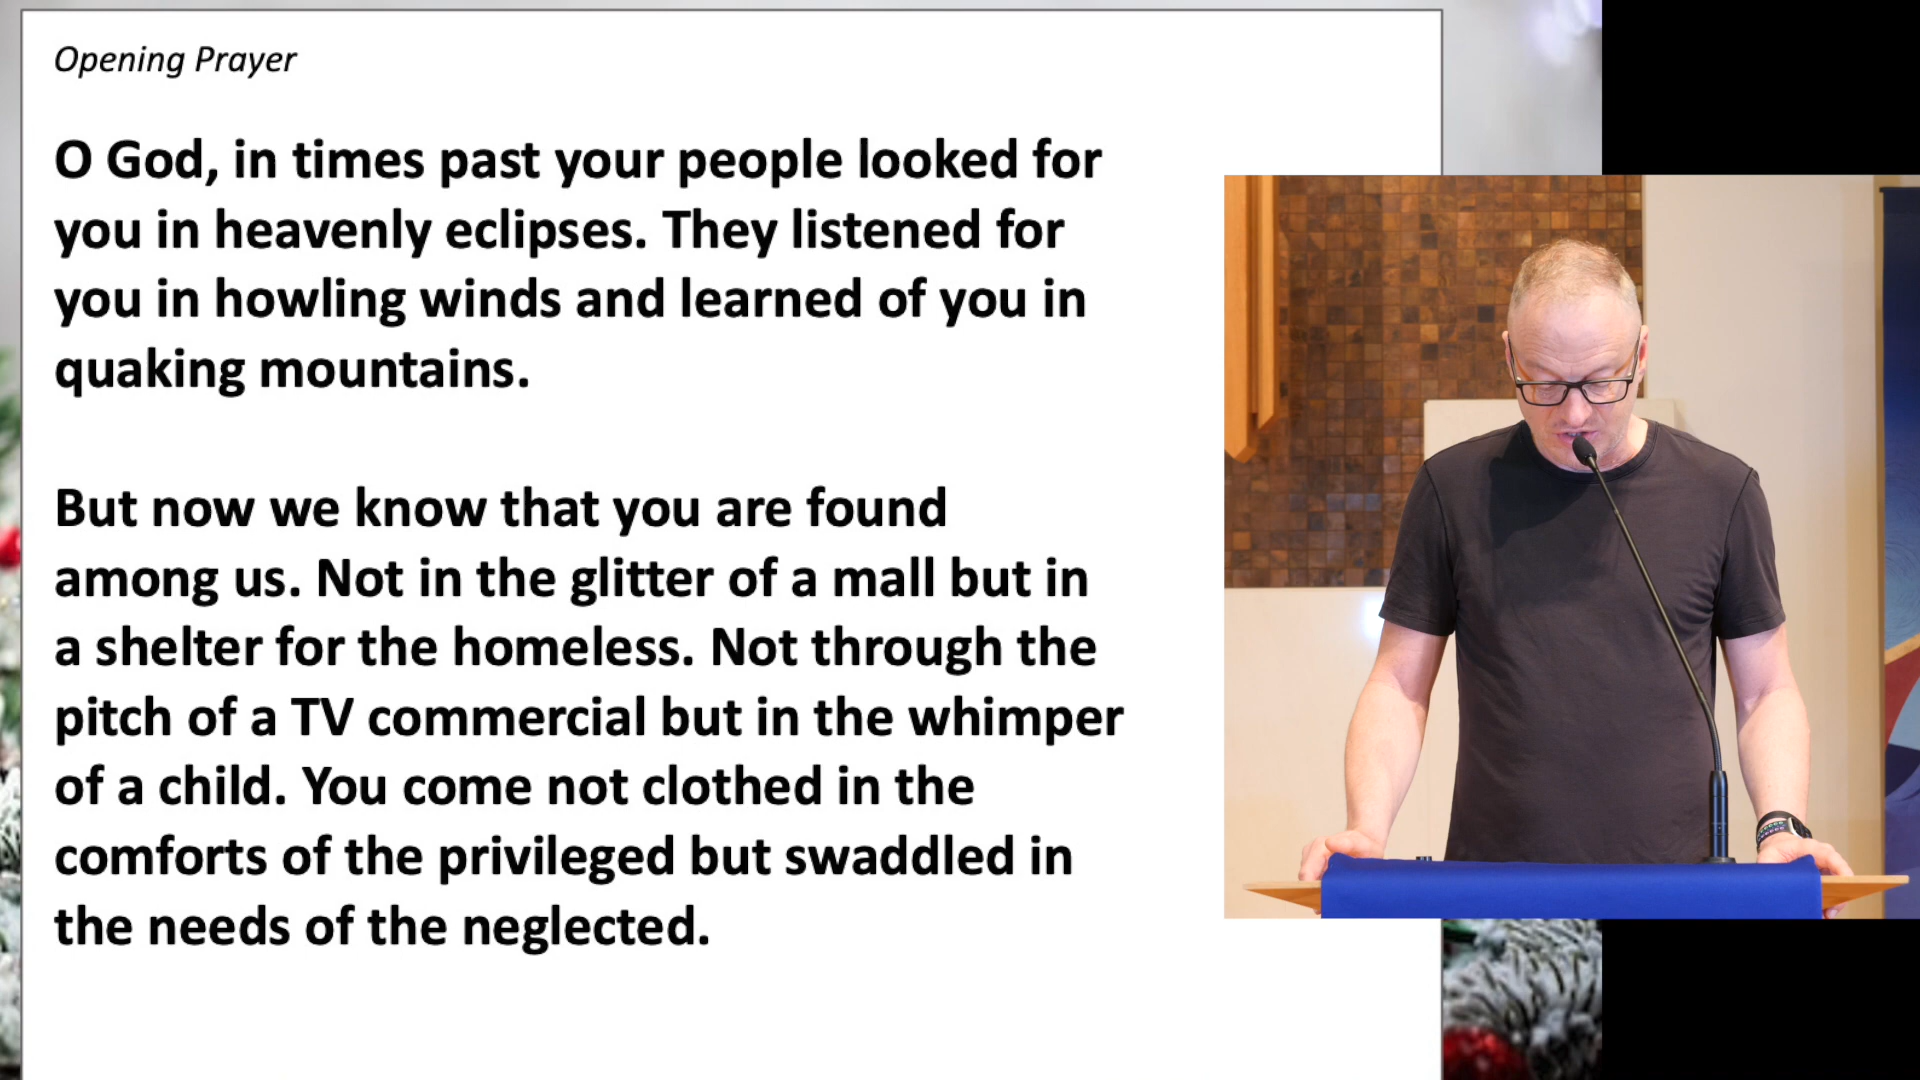 Opening Prayer
O God, in times past your people looked for
you in heavenly eclipses. They listened for
you in howling winds and learned of you in
quaking mountains.
But now we know that you are found
among us. Not in the glitter of a mall but in
a shelter for the homeless. Not through the
pitch of a TV commercial but in the whimper
of a child. You come not clothed in the
comforts of the privileged but swaddled in
the needs of the neglected.